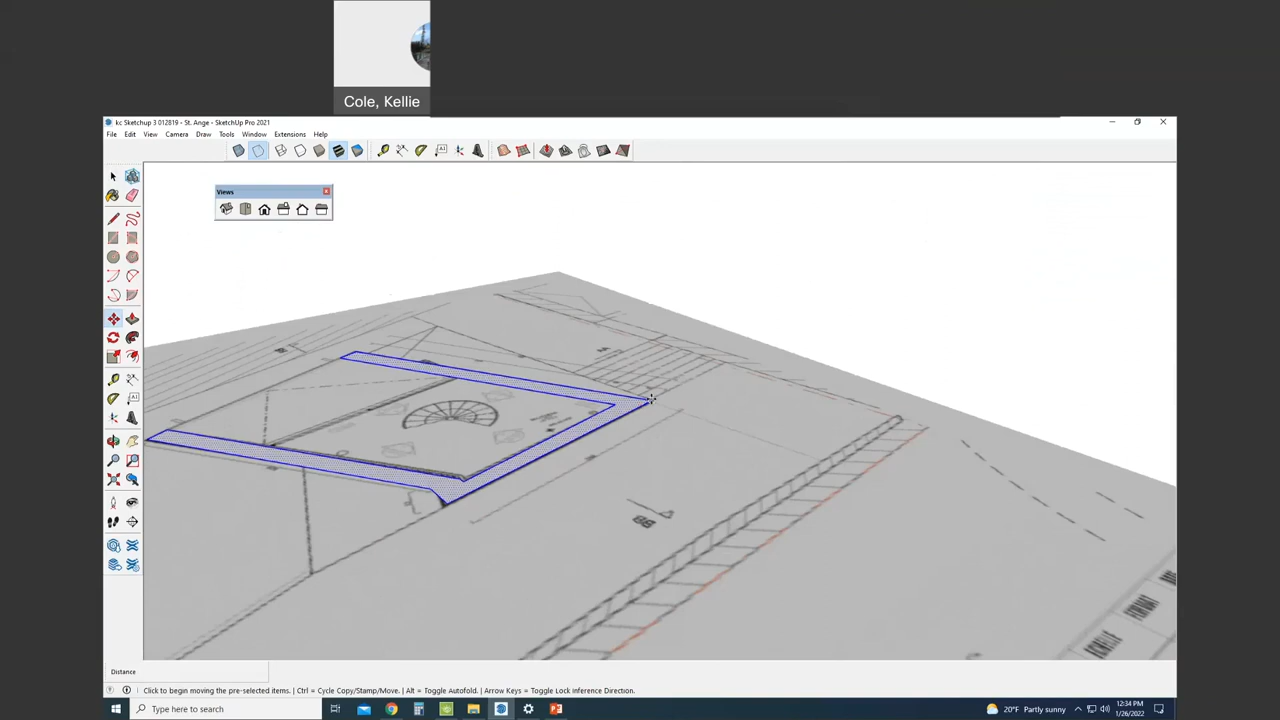 Cole, Kellie
kc Sketchup 3 012819 - St. Ange - SketchUp Pro 2021
File Edit View Camera Draw Tools Window Extensions Help
Views
Distance
Click to begin moving the pre-selected items. | Ctrl = Cycle Copy/Stamp/Move. | Alt = Toggle Autofold. | Arrow Keys = Toggle Lock Inference Direction.
Type here to search
20°F Partly sunny
12:34 PM
1/26/2022